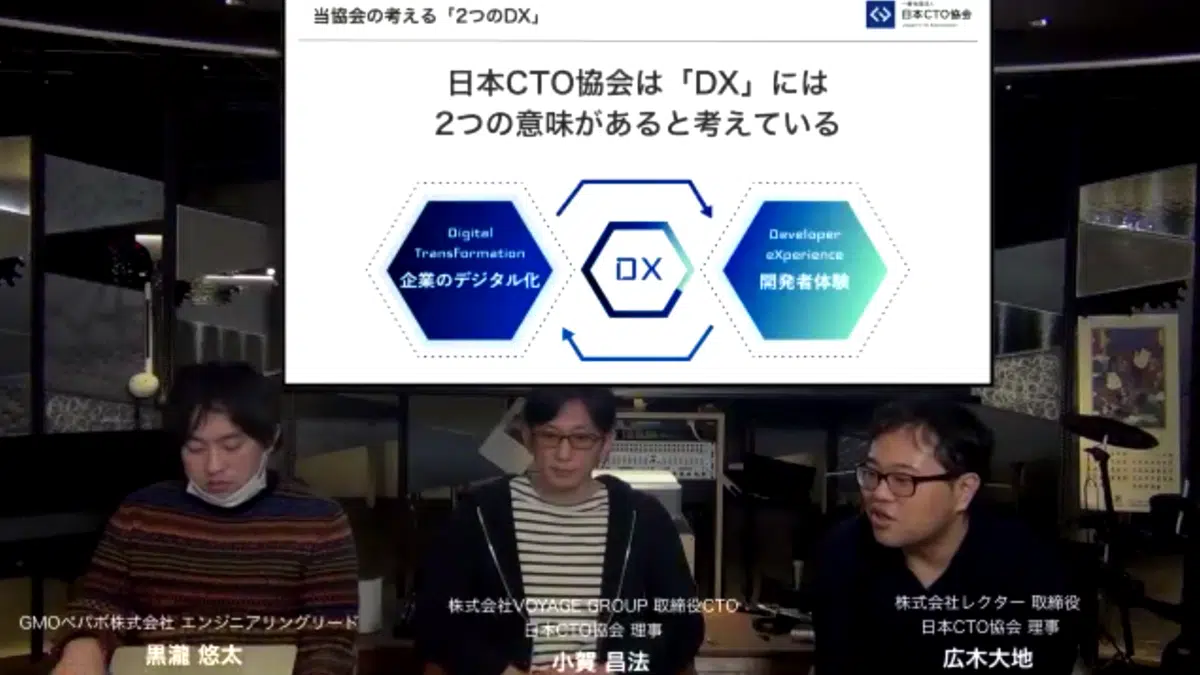 当協会の考える「2つのDX」
一般社団法人
日本CTO協会
日本CTO協会は「DX」には
2つの意味があると考えている
Digital
Transformation
企業のデジタル化
DX
Developer
eXperience
開発者体験
GMOペパボ株式会社 エンジニアリングリード
黒瀧 悠太
株式会社VOYAGE GROUP 取締役CTO
日本CTO協会 理事
小賀 昌法
株式会社レクター 取締役
日本CTO協会 理事
広木大地